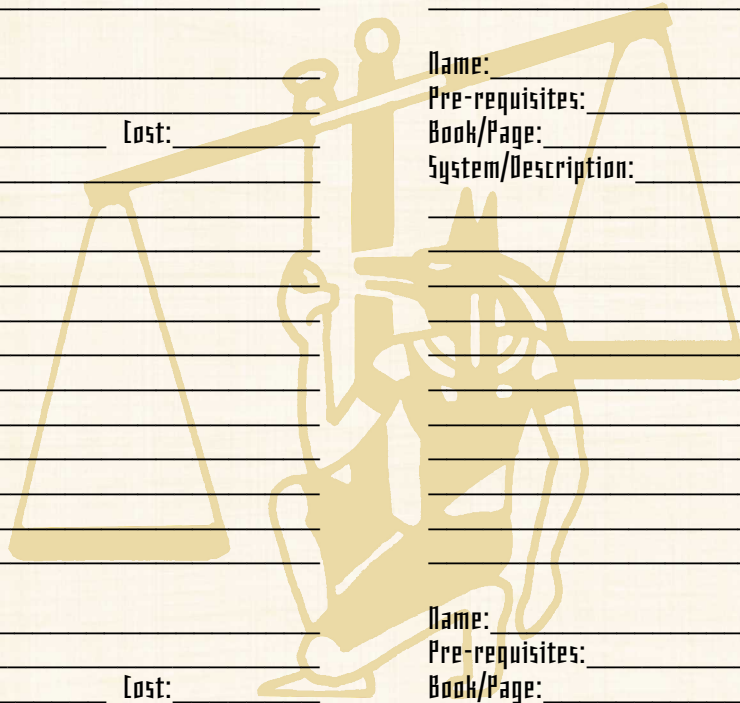 Cost:
Cost:
Name:
Pre-requisites:
Book/Page:
System/Description:
Name:
Pre-requisites:
Book/Page: